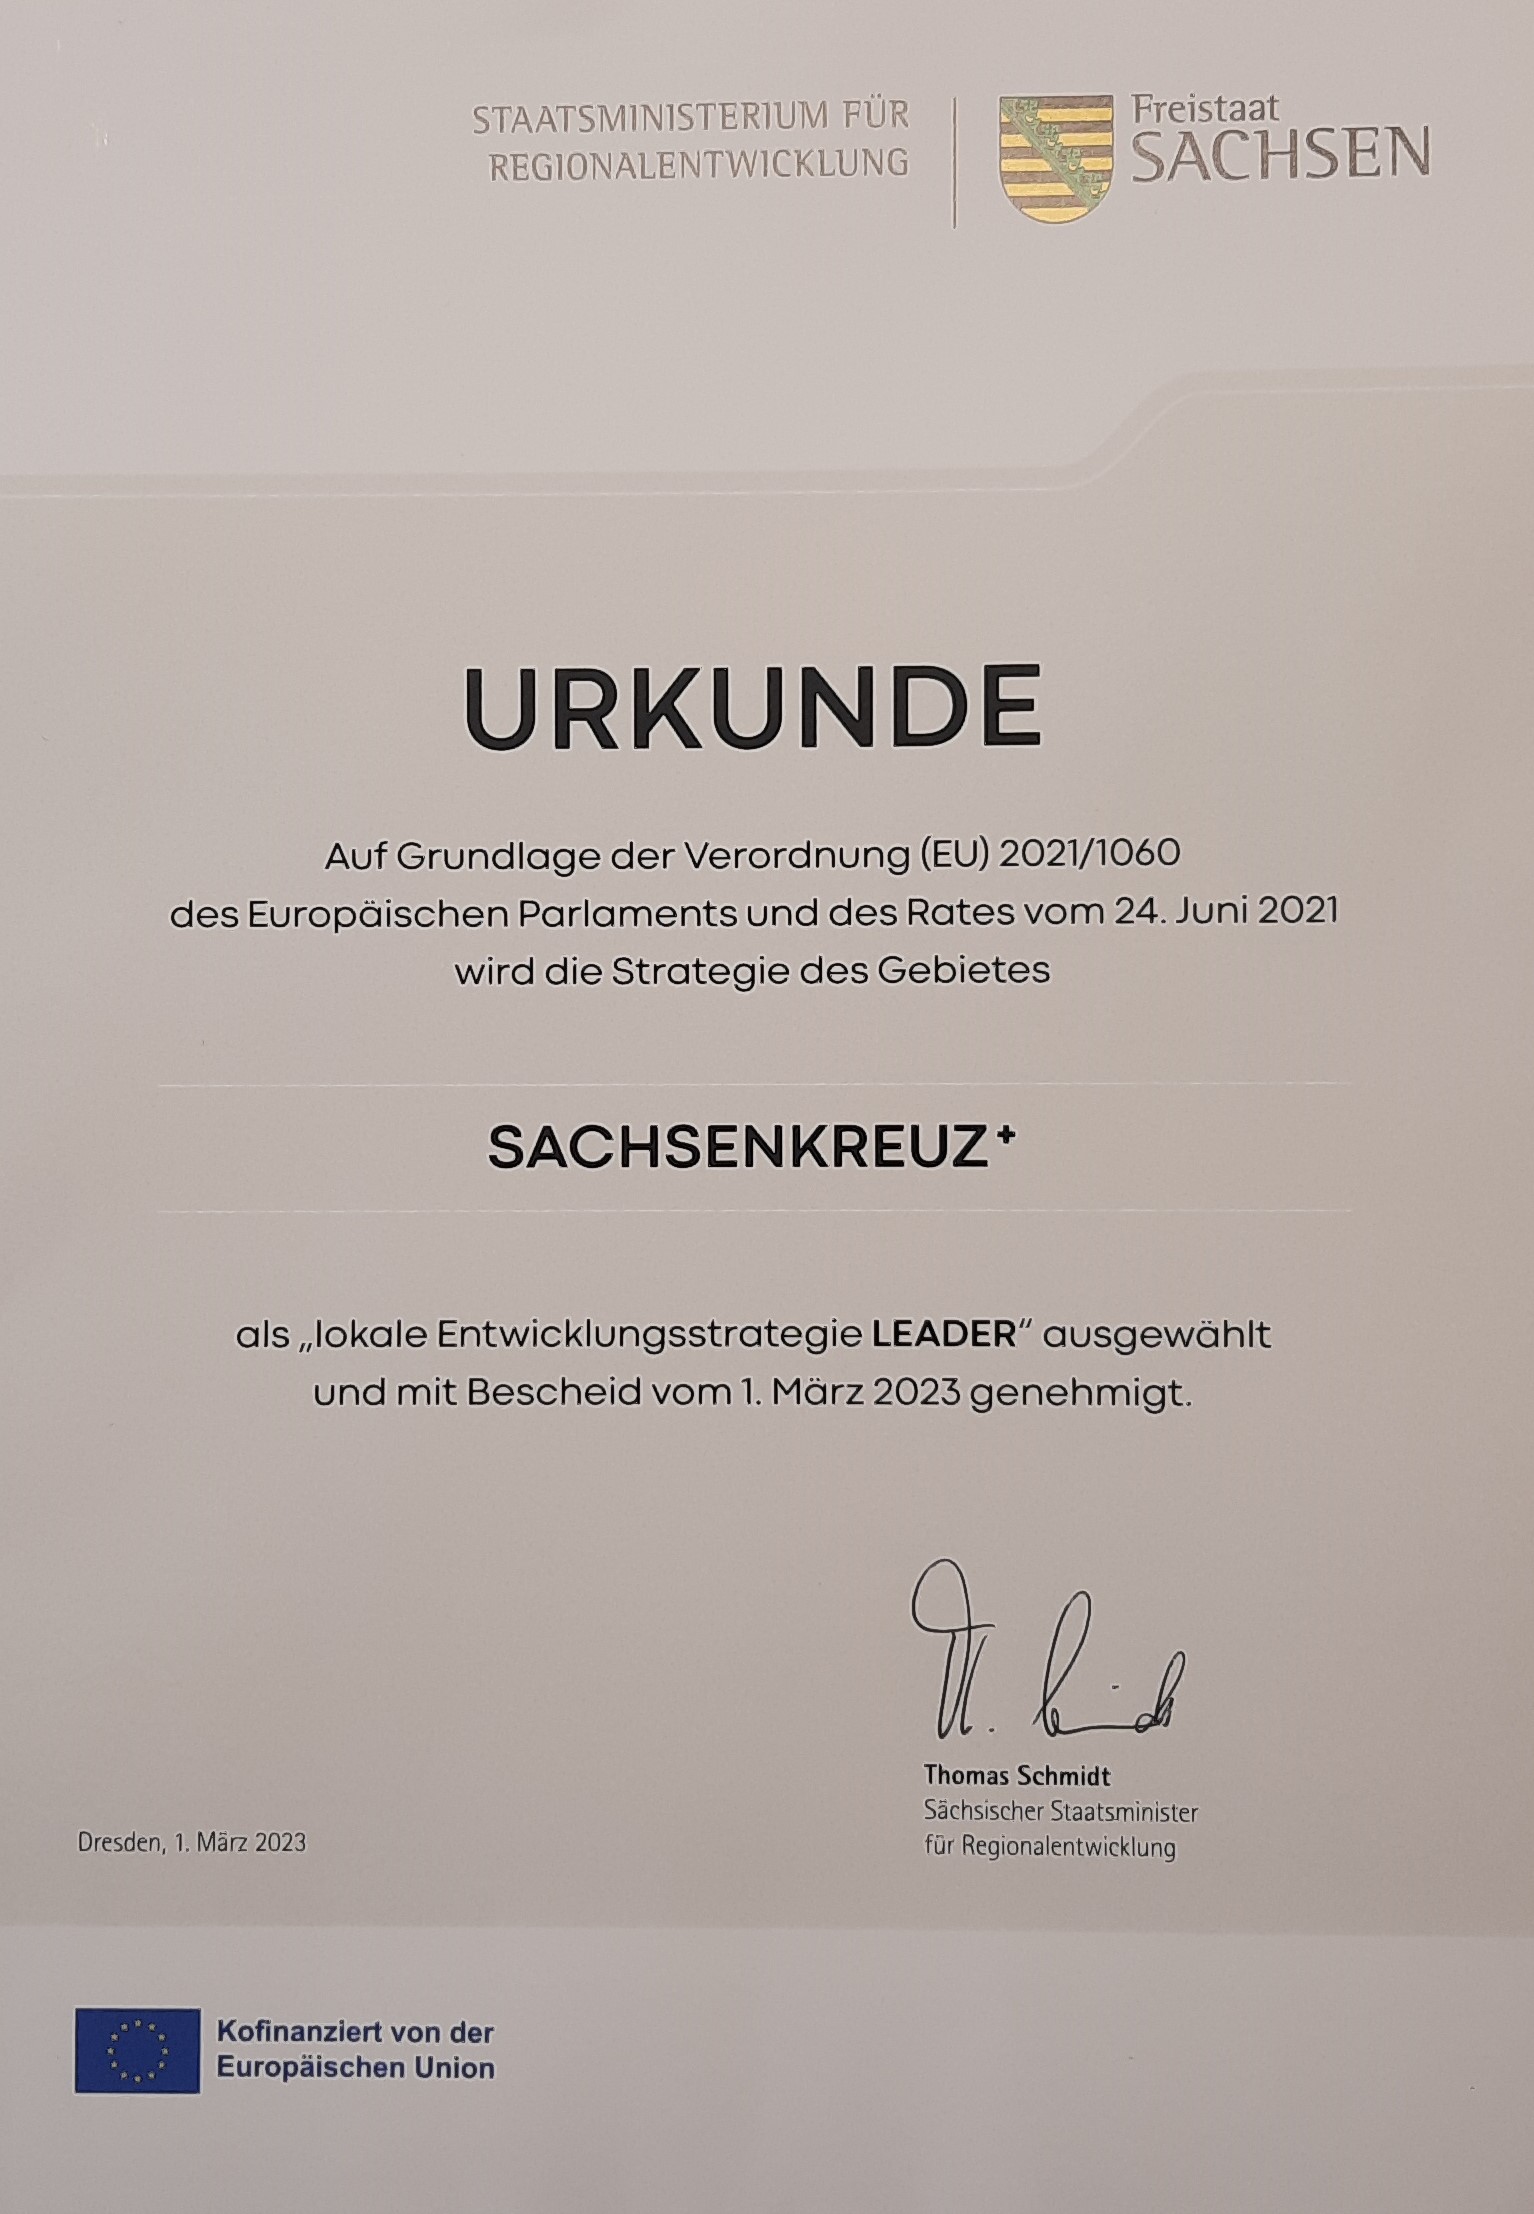 STAATSMINISTERIUM FÜR
REGIONALENTWICKLUNG
Freistaat
SACHSEN
URKUNDE
Auf Grundlage der Verordnung (EU) 2021/1060
des Europäischen Parlaments und des Rates vom 24. Juni 2021
wird die Strategie des Gebietes
SACHSENKREUZ⁺
als „lokale Entwicklungsstrategie LEADER“ ausgewählt
und mit Bescheid vom 1. März 2023 genehmigt.
Thomas Schmidt
Sächsischer Staatsminister
für Regionalentwicklung
Dresden, 1. März 2023
Kofinanziert von der
Europäischen Union